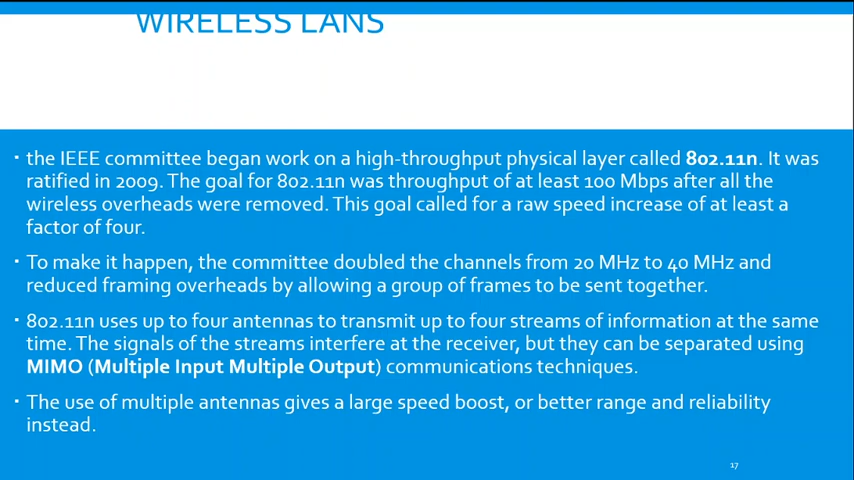 WIRELESS LANS
▪ the IEEE committee began work on a high-throughput physical layer called 802.11n. It was
ratified in 2009. The goal for 802.11n was throughput of at least 100 Mbps after all the
wireless overheads were removed. This goal called for a raw speed increase of at least a
factor of four.
▪ To make it happen, the committee doubled the channels from 20 MHz to 40 MHz and
reduced framing overheads by allowing a group of frames to be sent together.
▪ 802.11n uses up to four antennas to transmit up to four streams of information at the same
time. The signals of the streams interfere at the receiver, but they can be separated using
MIMO (Multiple Input Multiple Output) communications techniques.
▪ The use of multiple antennas gives a large speed boost, or better range and reliability
instead.
17